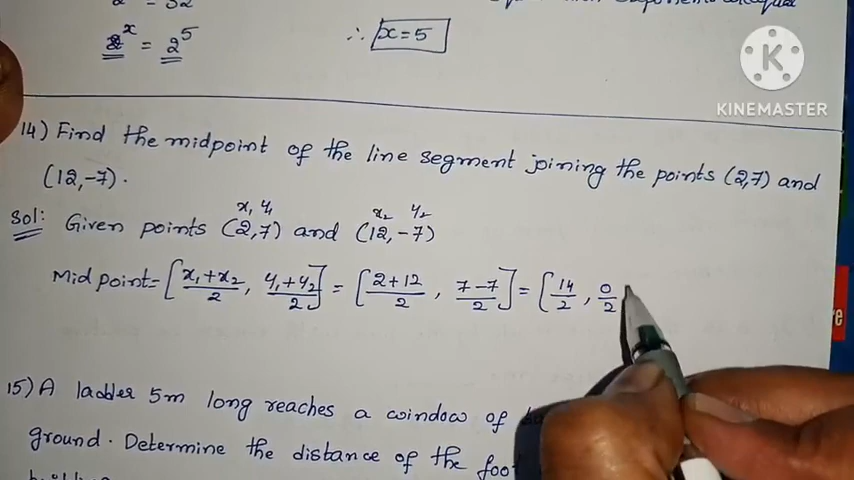 = 32
2^x = 2^5 ∴ x = 5
KINEMASTER
14) Find the midpoint of the line segment joining the points (2,7) and
(12,-7).
x₁ y₁ x₂ y₂
Sol: Given points (2,7) and (12,-7)
Midpoint = [x₁+x₂/2, y₁+y₂/2] = [2+12/2, 7-7/2] = [14/2, 0/2
15) A ladder 5m long reaches a window of
ground. Determine the distance of the foot